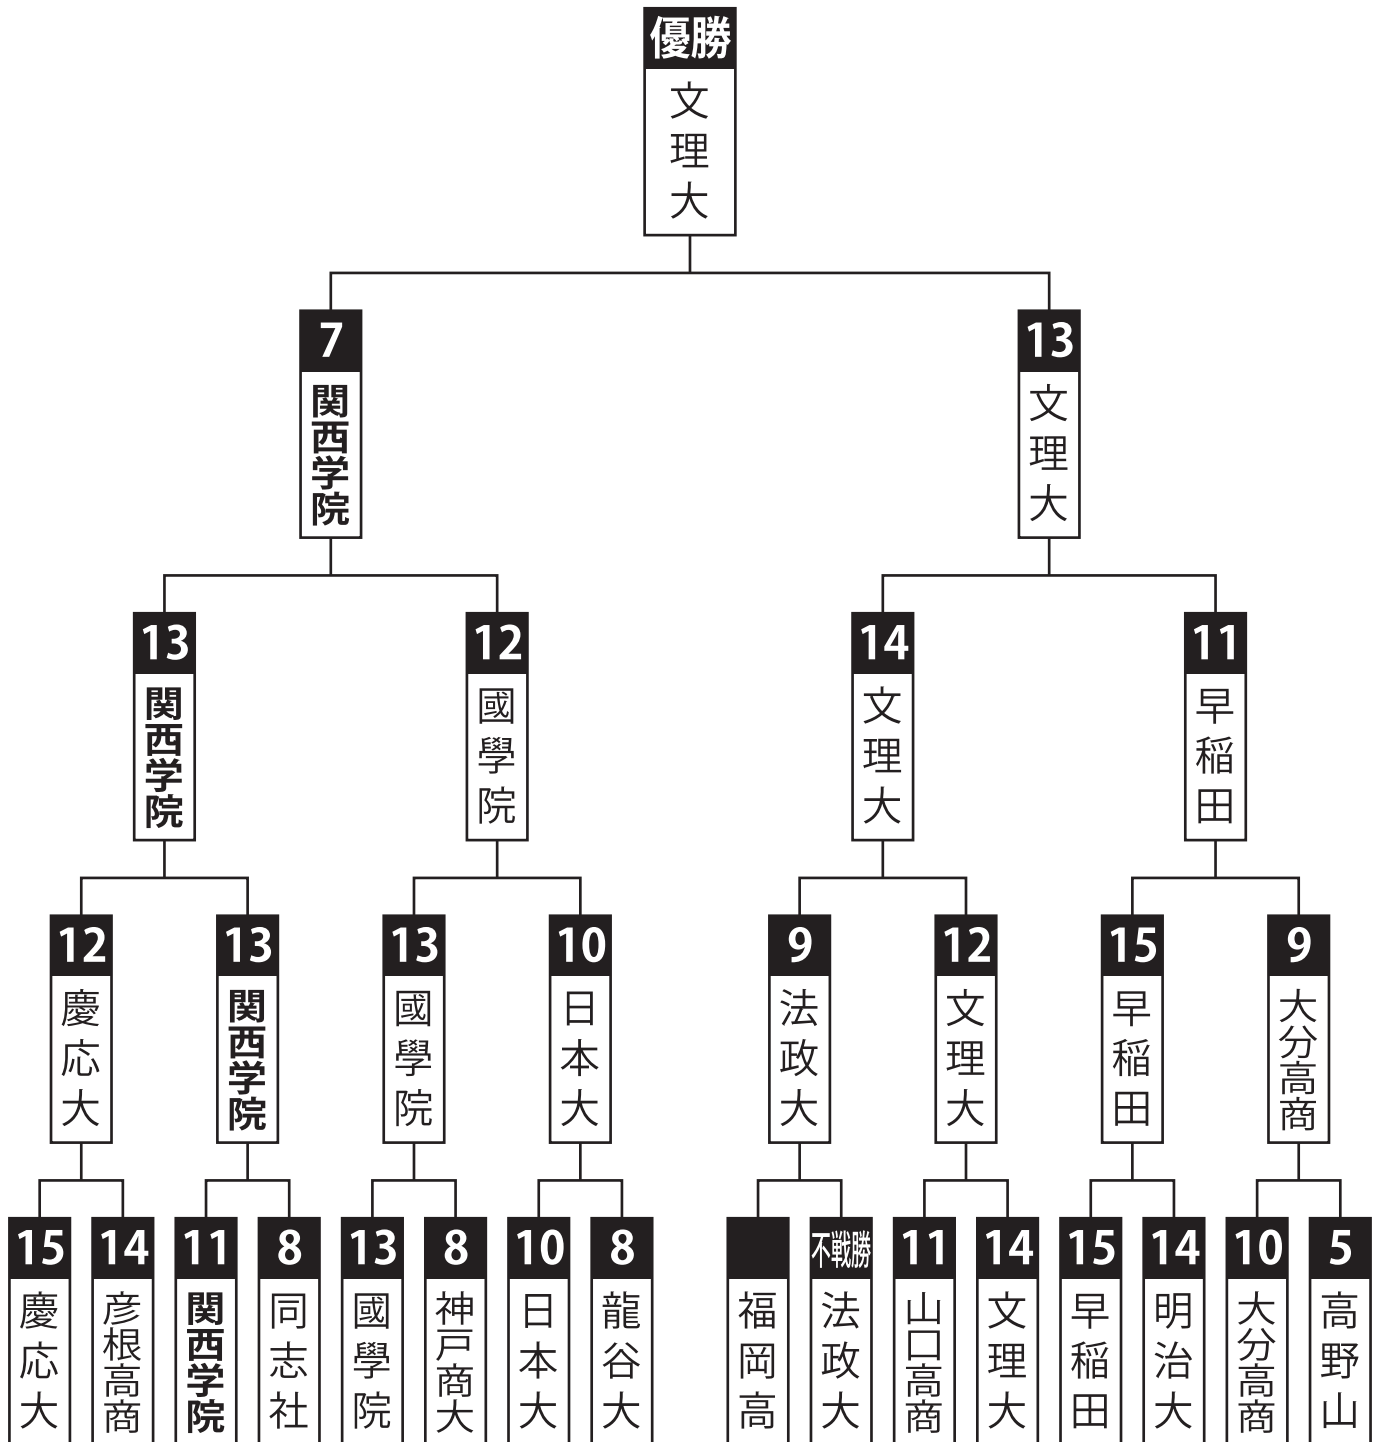 優勝
文理大
7
関西学院
13
文理大
13
関西学院
12
國學院
14
文理大
11
早稲田
12
慶応大
13
関西学院
13
國學院
10
日本大
9
法政大
12
文理大
15
早稲田
9
大分高商
15
慶応大
14
彦根高商
11
関西学院
8
同志社
13
國學院
8
神戸商大
10
日本大
8
龍谷大
福岡高
不戦勝
法政大
11
山口高商
14
文理大
15
早稲田
14
明治大
10
大分高商
5
高野山